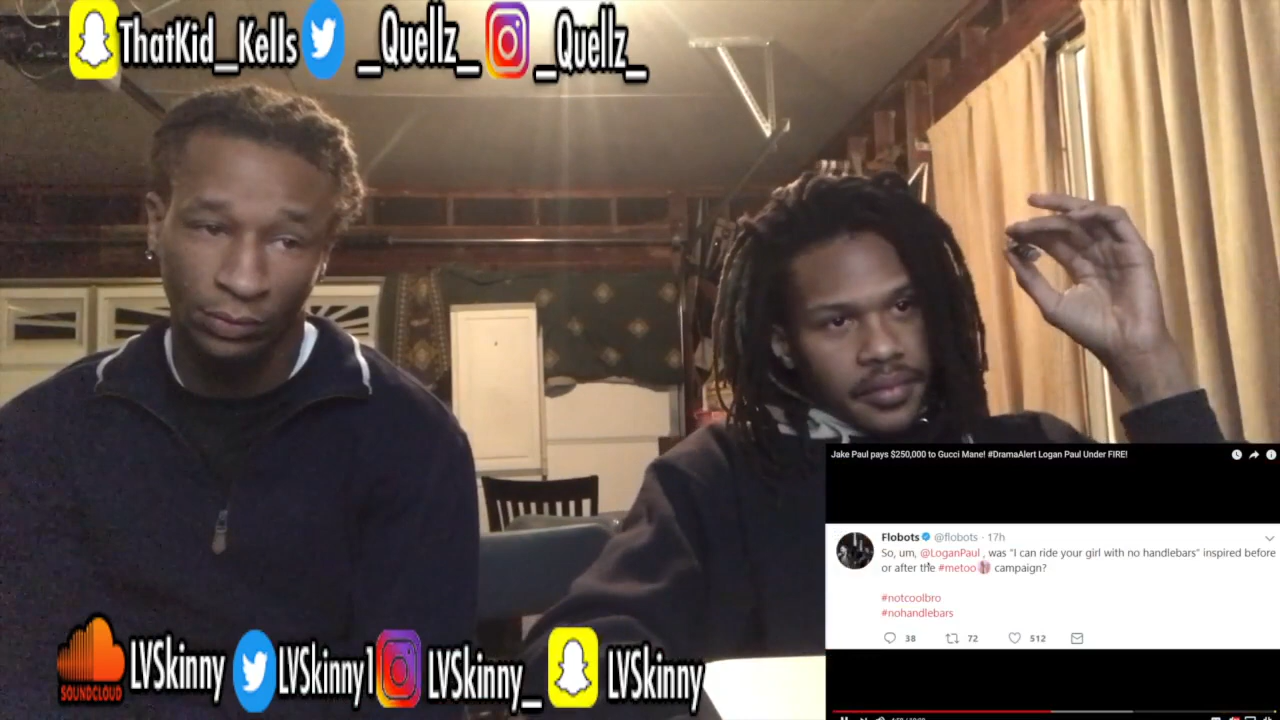 ThatKid_Kells _Quellz_ _Quellz_
Jake Paul pays $250,000 to Gucci Mane! #DramaAlert Logan Paul Under FIRE!
Flobots @flobots · 17h
So, um, @LoganPaul , was "I can ride your girl with no handlebars" inspired before
or after the #metoo campaign?
#notcoolbro
#nohandlebars
38 72 512
SOUNDCLOUD LVSkinny LVSkinny1 LVSkinny_ LVSkinny